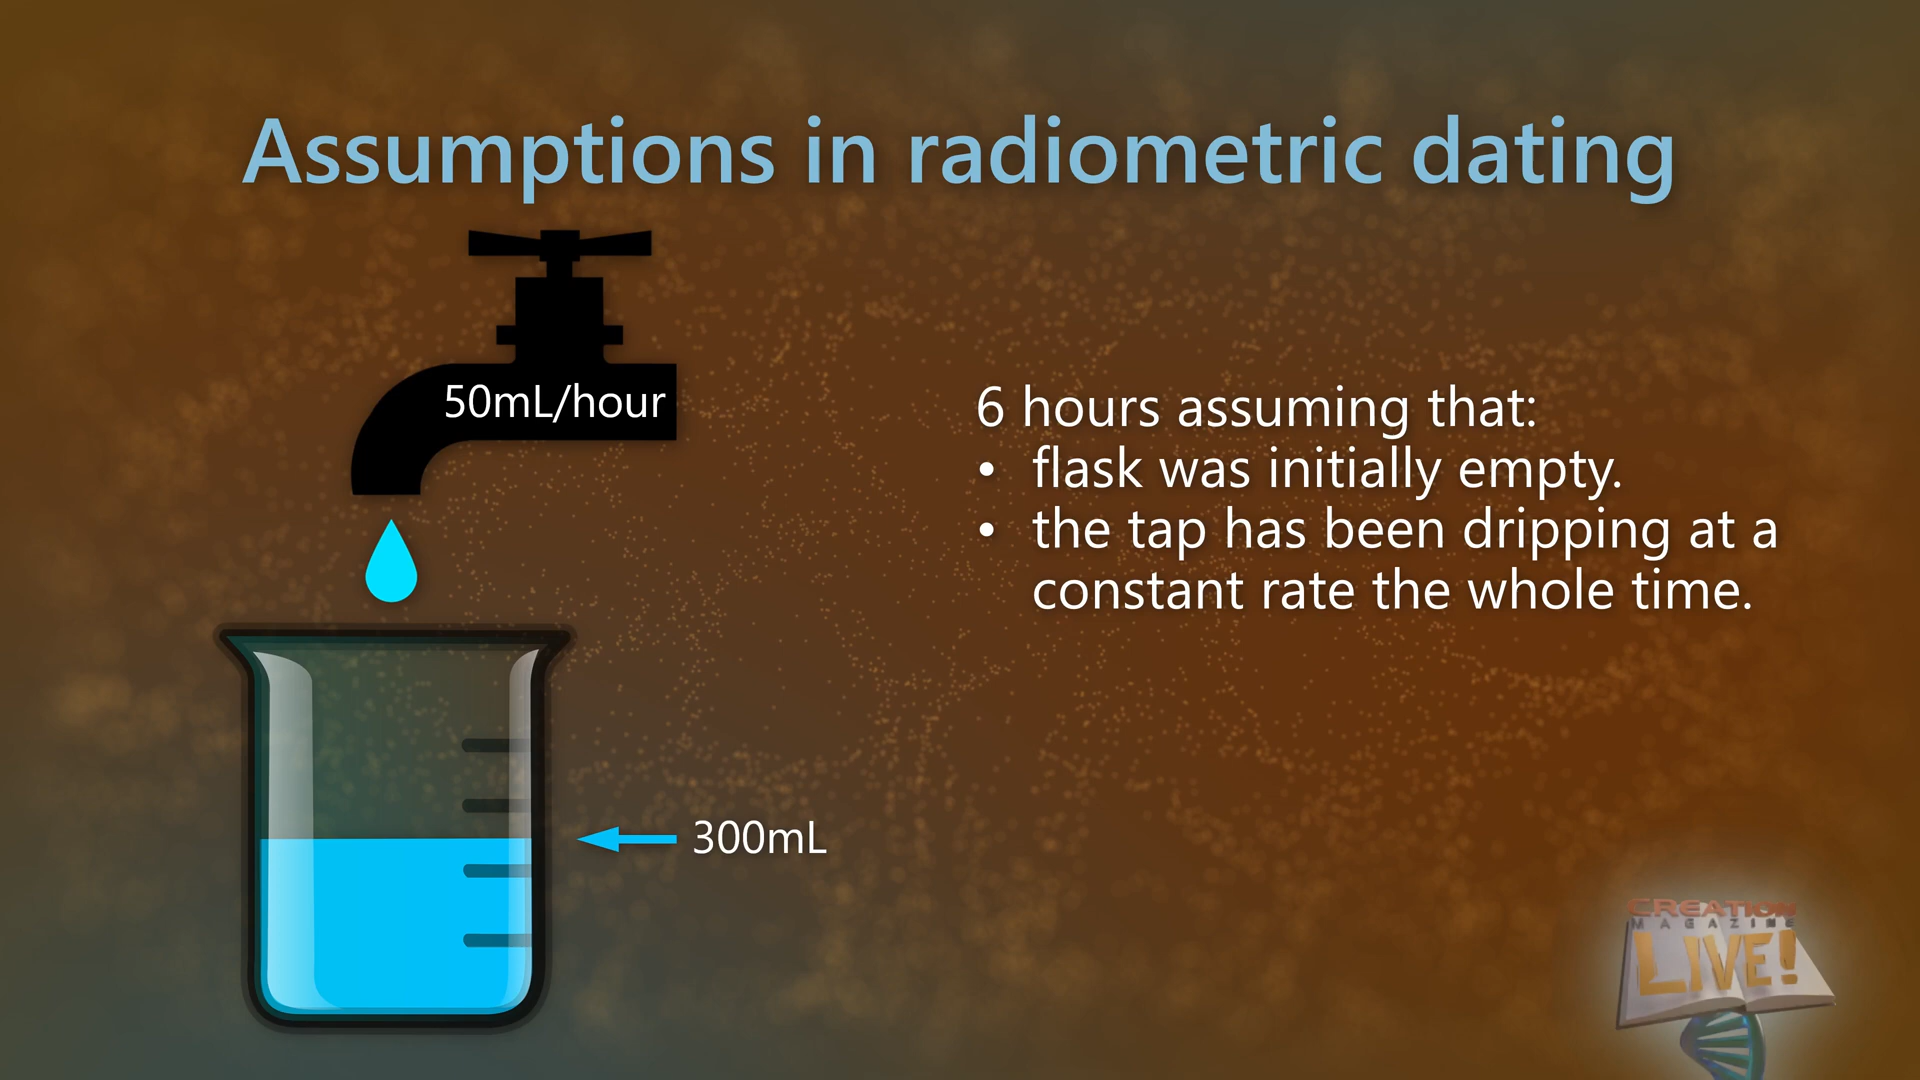 Assumptions in radiometric dating
50mL/hour
6 hours assuming that:
• flask was initially empty.
• the tap has been dripping at a
constant rate the whole time.
300mL
CREATION
MAGAZINE
LIVE!